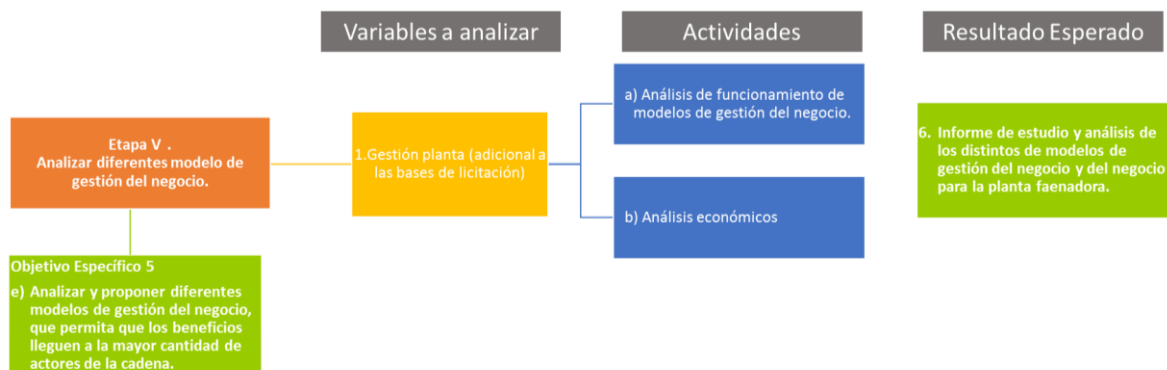 Variables a analizar
Actividades
Resultado Esperado
Etapa V .
Analizar diferentes modelo de
gestión del negocio.
1.Gestión planta (adicional a
las bases de licitación)
a) Análisis de funcionamiento de
modelos de gestión del negocio.
b) Análisis económicos
6. Informe de estudio y análisis de
los distintos de modelos de
gestión del negocio y del negocio
para la planta faenadora.
Objetivo Específico 5
e) Analizar y proponer diferentes
modelos de gestión del negocio,
que permita que los beneficios
lleguen a la mayor cantidad de
actores de la cadena.